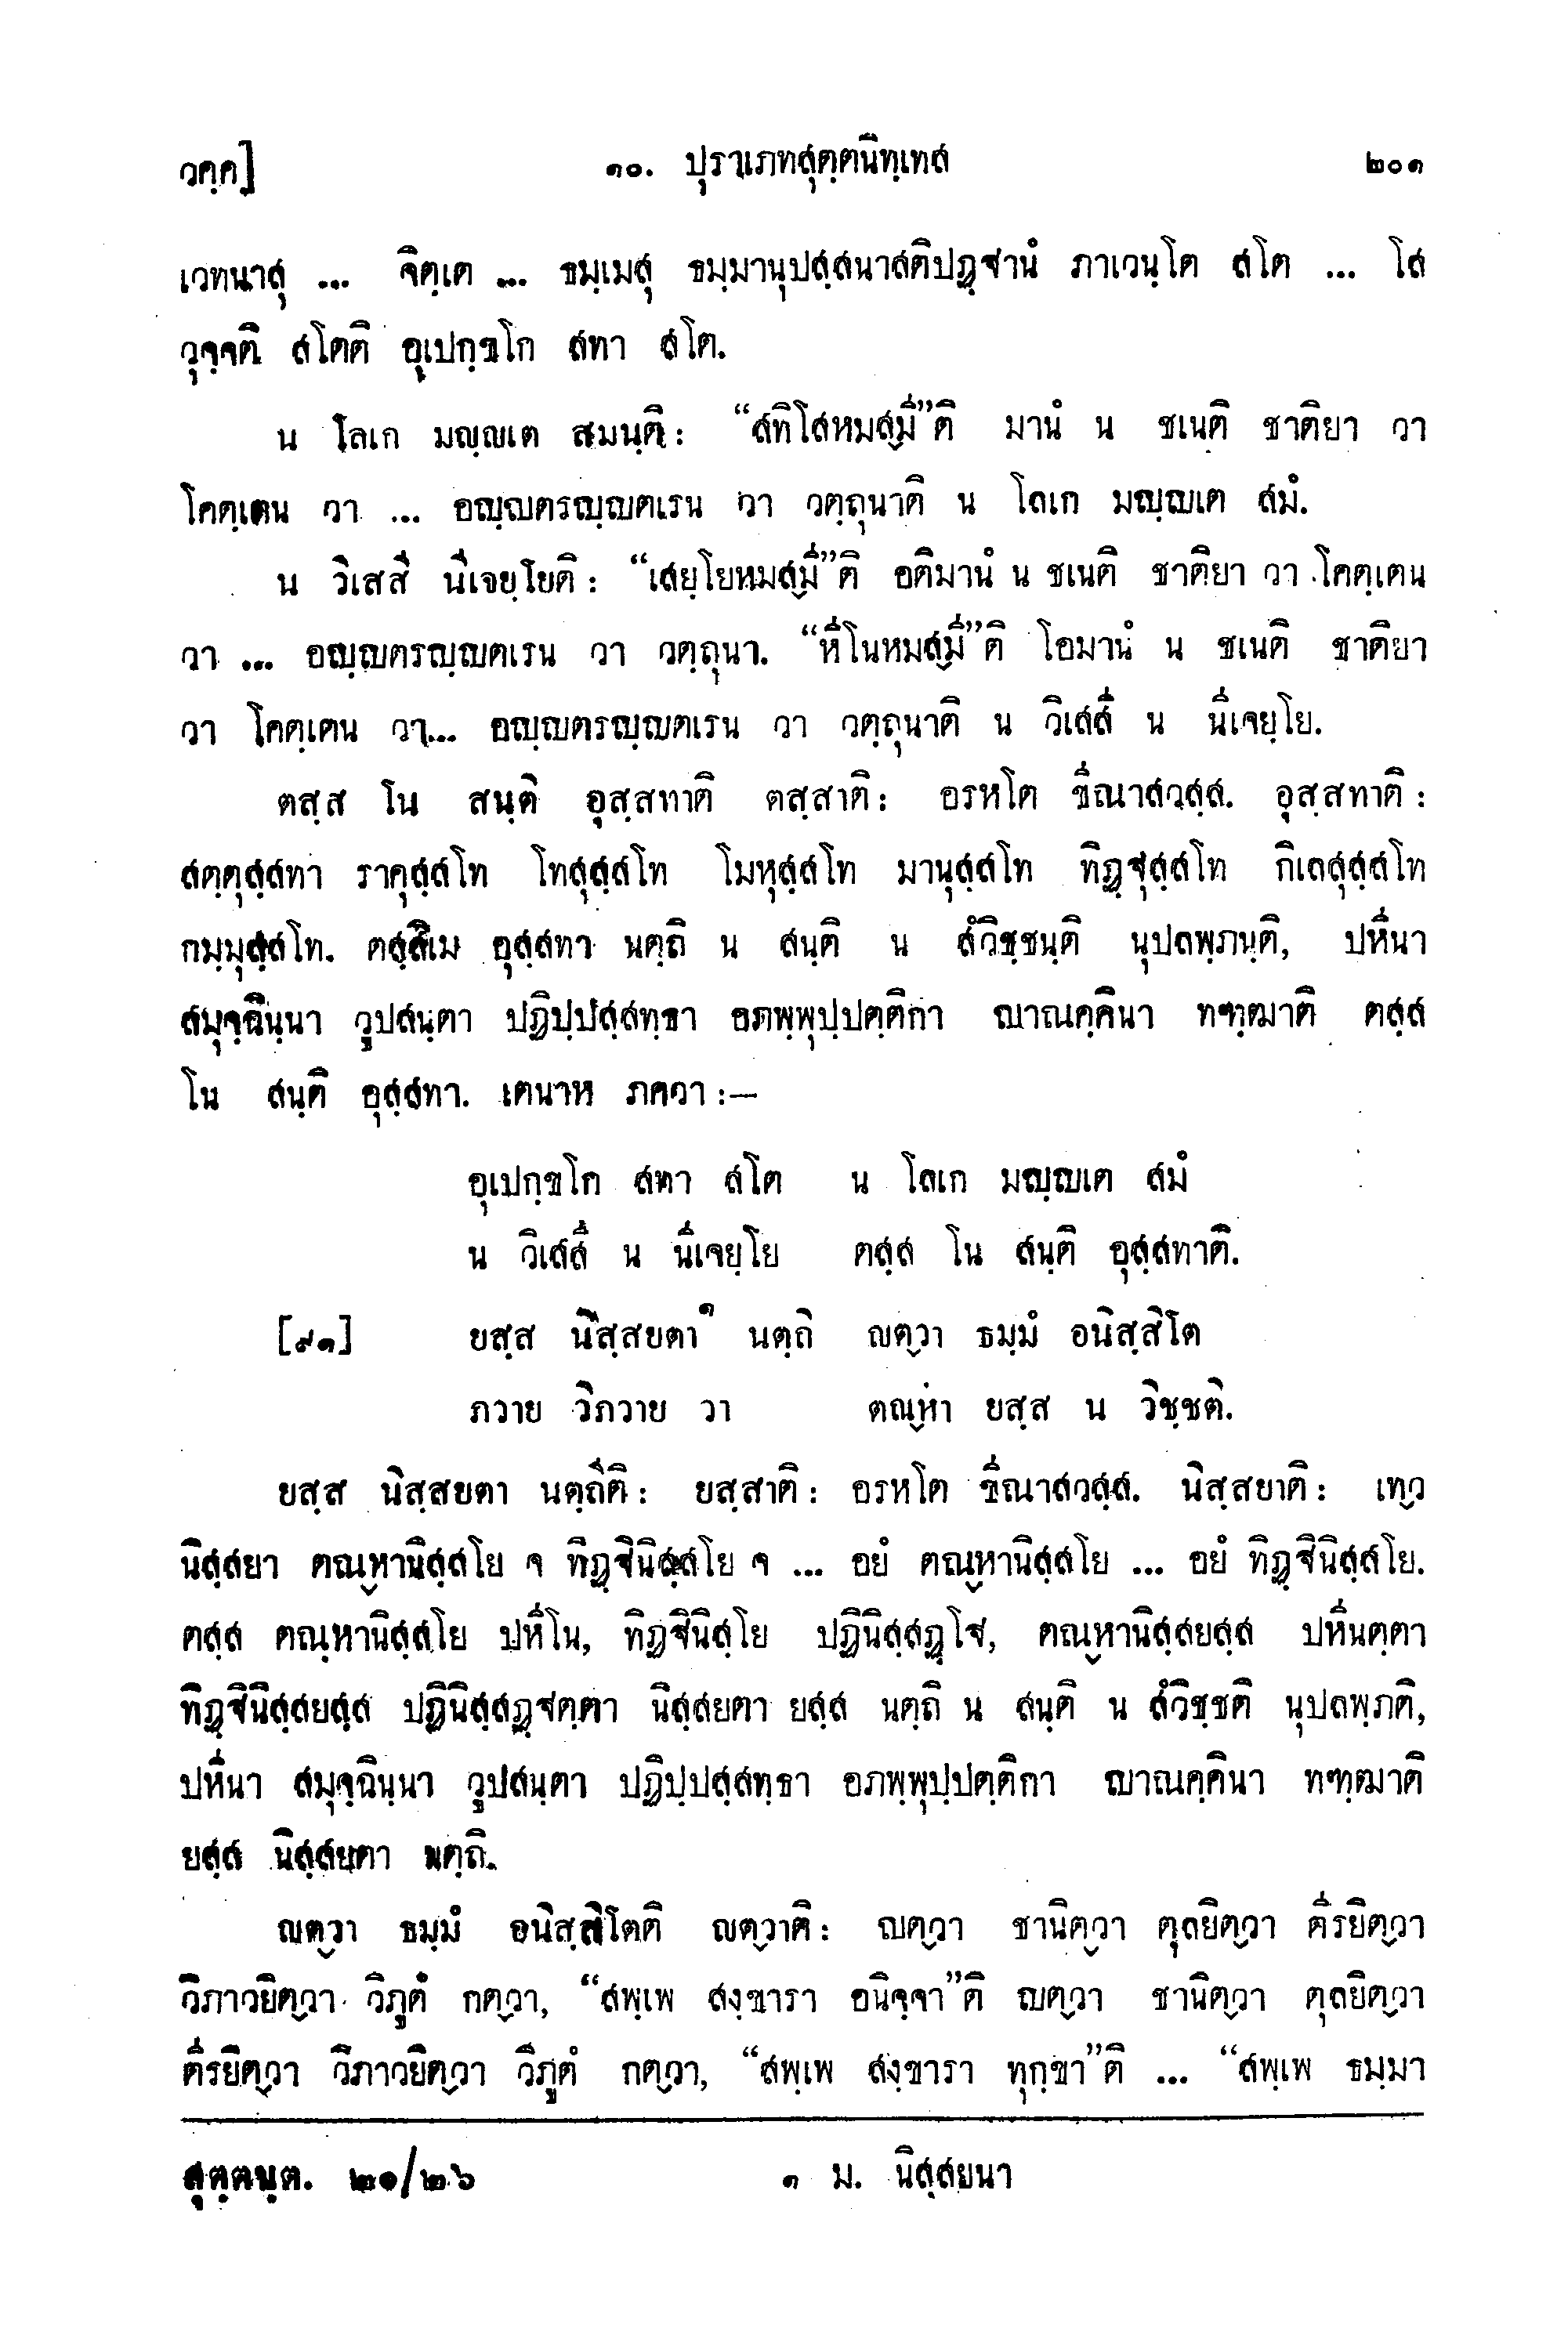 วคฺค] ๑๐. ปุราเภทสุตฺตนิทฺเทส ๒๐๑
เวทนาสุ ... จิตฺเต ... ธมฺเมสุ ธมฺมานุปสฺสนาสติปฏฺฐานํ ภาเวนฺโต สโต ... โส
วุจฺจติ สโตติ อุเปกฺขโก สทา สโต.
น โลเก มญฺญเต สมนฺติ: “สทิโสหมสฺมี”ติ มานํ น ชเนติ ชาติยา วา
โคตฺเตน วา ... อญฺญตรญฺญตเรน วา วตฺถุนาติ น โลเก มญฺญเต สมํ.
น วิเสสี นีเจยฺโยติ: “เสยฺโยหมสฺมี”ติ อติมานํ น ชเนติ ชาติยา วา โคตฺเตน
วา ... อญฺญตรญฺญตเรน วา วตฺถุนา. “หีโนหมสฺมี”ติ โอมานํ น ชเนติ ชาติยา
วา โคตฺเตน วา... อญฺญตรญฺญตเรน วา วตฺถุนาติ น วิเสสี น นีเจยฺโย.
ตสฺส โน สนฺติ อุสฺสทาติ ตสฺสาติ: อรหโต ขีณาสวสฺส. อุสฺสทาติ:
สตฺตุสฺสทา ราคุสฺสโท โทสุสฺสโท โมหุสฺสโท มานุสฺสโท ทิฏฺฐุสฺสโท กิเลสุสฺสโท
กมฺมุสฺสโท. ตสฺสิเม อุสฺสทา นตฺถิ น สนฺติ น สํวิชฺชนฺติ นุปลพฺภนฺติ, ปหีนา
สมุจฺฉินฺนา วูปสนฺตา ปฏิปฺปสฺสทฺธา อภพฺพุปฺปตฺติกา ญาณคฺคินา ทฑฺฒาติ ตสฺส
โน สนฺติ อุสฺสทา. เตนาห ภควา :—
อุเปกฺขโก สทา สโต น โลเก มญฺญเต สมํ
น วิเสสี น นีเจยฺโย ตสฺส โน สนฺติ อุสฺสทาติ.
[๙๑] ยสฺส นิสฺสยตา๑ นตฺถิ ญตฺวา ธมฺมํ อนิสฺสิโต
ภวาย วิภวาย วา ตณฺหา ยสฺส น วิชฺชติ.
ยสฺส นิสฺสยตา นตฺถีติ: ยสฺสาติ: อรหโต ขีณาสวสฺส. นิสฺสยาติ: เทฺว
นิสฺสยา ตณฺหานิสฺสโย จ ทิฏฺฐินิสฺสโย จ ... อยํ ตณฺหานิสฺสโย ... อยํ ทิฏฺฐินิสฺสโย.
ตสฺส ตณฺหานิสฺสโย ปหีโน, ทิฏฺฐินิสฺโย ปฏินิสฺสฏฺโฐ, ตณฺหานิสฺสยสฺส ปหีนตฺตา
ทิฏฺฐินิสฺสยสฺส ปฏินิสฺสฏฺฐตฺตา นิสฺสยตา ยสฺส นตฺถิ น สนฺติ น สํวิชฺชติ นุปลพฺภติ,
ปหีนา สมุจฺฉินฺนา วูปสนฺตา ปฏิปฺปสฺสทฺธา อภพฺพุปฺปตฺติกา ญาณคฺคินา ทฑฺฒาติ
ยสฺส นิสฺสยตา นตฺถิ.
ญตฺวา ธมฺมํ อนิสฺสิโตติ ญตฺวาติ: ญตฺวา ชานิตฺวา ตุลยิตฺวา ตีรยิตฺวา
วิภาวยิตฺวา วิภูตํ กตฺวา, “สพฺเพ สงฺขารา อนิจฺจา”ติ ญตฺวา ชานิตฺวา ตุลยิตฺวา
ตีรยิตฺวา วิภาวยิตฺวา วิภูตํ กตฺวา, “สพฺเพ สงฺขารา ทุกฺขา”ติ ... “สพฺเพ ธมฺมา
สุตฺตนฺต. ๒๑/๒๖ ๑ ม. นิสฺสยนา